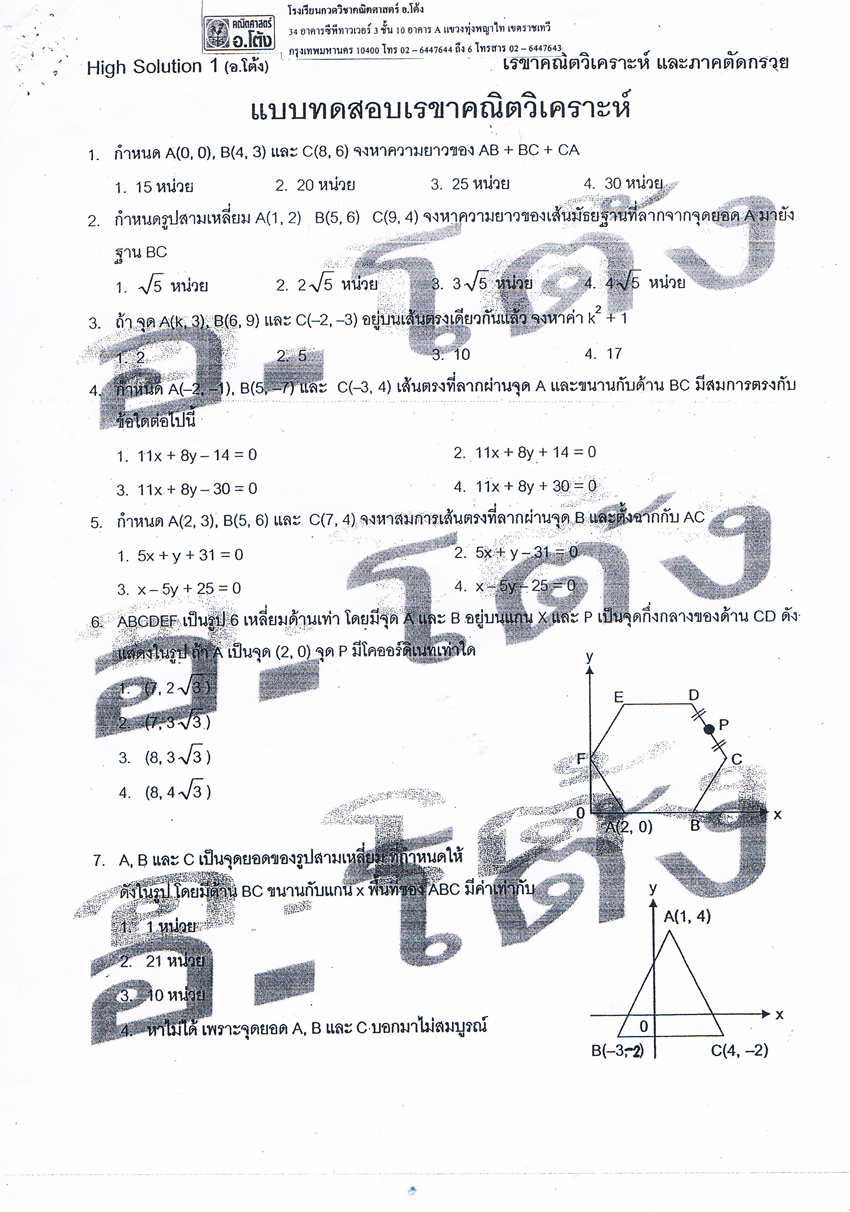 โรงเรียนกวดวิชาคณิตศาสตร์ อ.โต้ง
คณิตศาสตร์
อ.โต้ง
34 อาคารซีพีทาวเวอร์ 3 ชั้น 10 อาคาร A แขวงทุ่งพญาไท เขตราชเทวี
กรุงเทพมหานคร 10400 โทร 02 – 6447644 ถึง 6 โทรสาร 02 – 6447643
High Solution 1 (อ.โต้ง) เรขาคณิตวิเคราะห์ และภาคตัดกรวย
แบบทดสอบเรขาคณิตวิเคราะห์
1. กำหนด A(0, 0), B(4, 3) และ C(8, 6) จงหาความยาวของ AB + BC + CA
1. 15 หน่วย 2. 20 หน่วย 3. 25 หน่วย 4. 30 หน่วย
2. กำหนดรูปสามเหลี่ยม A(1, 2) B(5, 6) C(9, 4) จงหาความยาวของเส้นมัธยฐานที่ลากจากจุดยอด A มายัง
ฐาน BC
1. √5 หน่วย 2. 2√5 หน่วย 3. 3√5 หน่วย 4. 4√5 หน่วย
3. ถ้า จุด A(k, 3), B(6, 9) และ C(–2, –3) อยู่บนเส้นตรงเดียวกันแล้ว จงหาค่า k² + 1
1. 2 2. 5 3. 10 4. 17
4. กำหนด A(–2, –1), B(5, –7) และ C(–3, 4) เส้นตรงที่ลากผ่านจุด A และขนานกับด้าน BC มีสมการตรงกับ
ข้อใดต่อไปนี้
1. 11x + 8y – 14 = 0 2. 11x + 8y + 14 = 0
3. 11x + 8y – 30 = 0 4. 11x + 8y + 30 = 0
5. กำหนด A(2, 3), B(5, 6) และ C(7, 4) จงหาสมการเส้นตรงที่ลากผ่านจุด B และตั้งฉากกับ AC
1. 5x + y + 31 = 0 2. 5x + y – 31 = 0
3. x – 5y + 25 = 0 4. x – 5y – 25 = 0
6. ABCDEF เป็นรูป 6 เหลี่ยมด้านเท่า โดยมีจุด A และ B อยู่บนแกน X และ P เป็นจุดกึ่งกลางของด้าน CD ดัง
แสดงในรูป ถ้า A เป็นจุด (2, 0) จุด P มีโคออร์ดิเนทเท่าใด
1. (7, 2√3)
2. (7, 3√3)
3. (8, 3√3)
4. (8, 4√3)
y
E D
P
F C
0 A(2, 0) B x
7. A, B และ C เป็นจุดยอดของรูปสามเหลี่ยม ที่กำหนดให้
ดังในรูป โดยมีด้าน BC ขนานกับแกน x พื้นที่ของ ABC มีค่าเท่ากับ
1. 1 หน่วย
2. 21 หน่วย
3. 10 หน่วย
4. หาไม่ได้ เพราะจุดยอด A, B และ C บอกมาไม่สมบูรณ์
y
A(1, 4)
x
0
B(–3,–2) C(4, –2)
อ.โต้ง
อ.โต้ง
อ.โต้ง